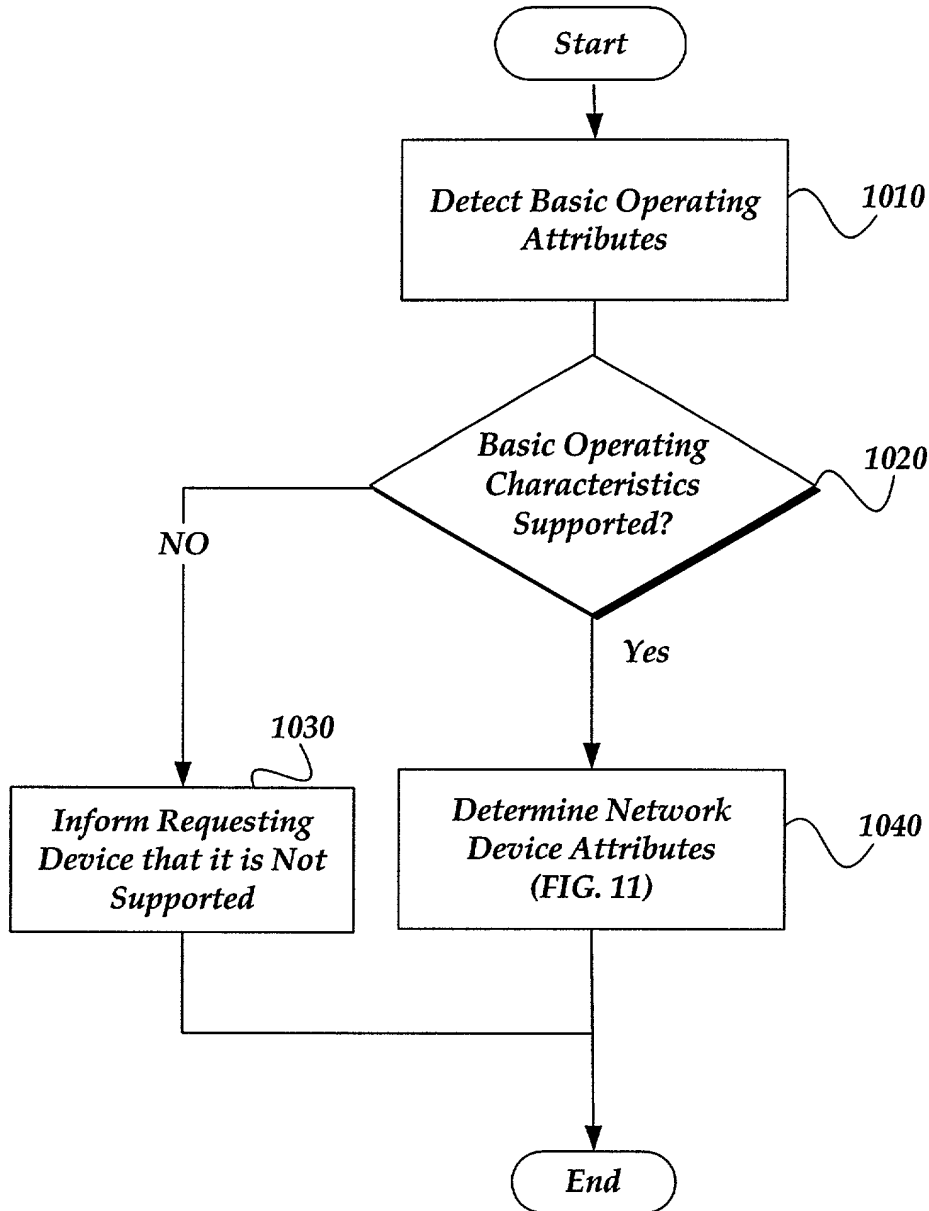 Start
Detect Basic Operating
Attributes
1010
Basic Operating
Characteristics
Supported?
1020
NO
Yes
1030
Inform Requesting
Device that it is Not
Supported
Determine Network
Device Attributes
(FIG. 11)
1040
End